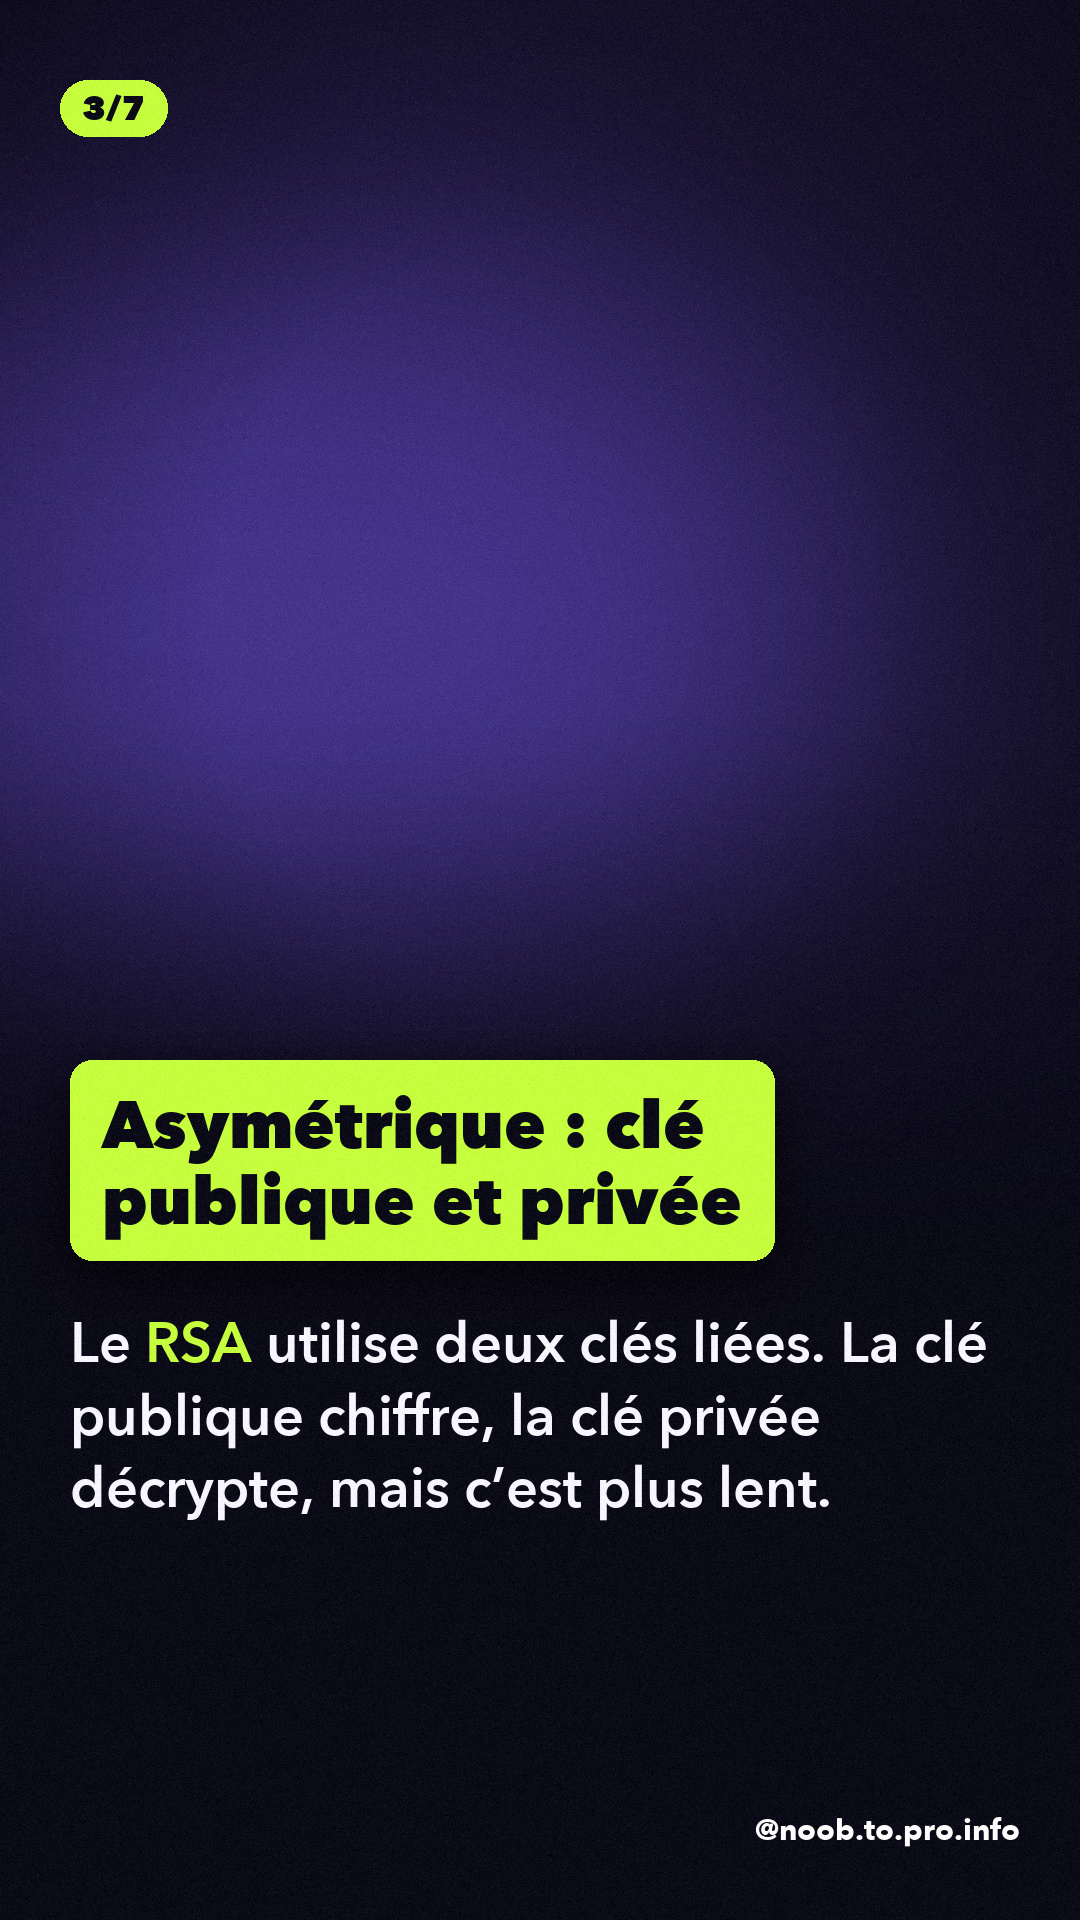 3/7
Asymétrique : clé
publique et privée
Le RSA utilise deux clés liées. La clé
publique chiffre, la clé privée
décrypte, mais c’est plus lent.
@noob.to.pro.info